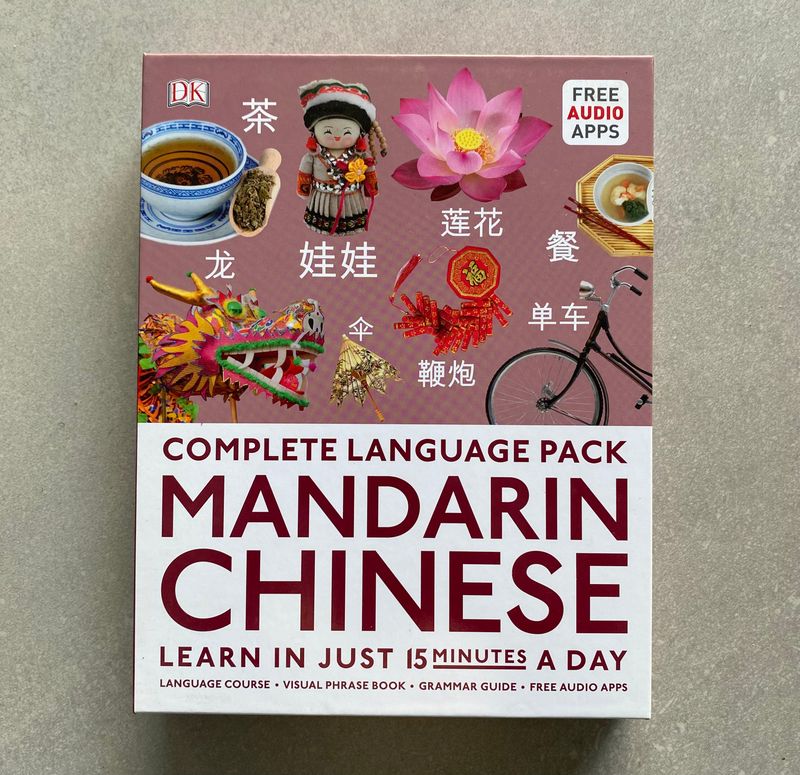 DK
FREE
AUDIO
APPS
茶
莲花
餐
龙
娃娃
福
单车
伞
鞭炮
COMPLETE LANGUAGE PACK
MANDARIN
CHINESE
LEARN IN JUST 15 MINUTES A DAY
LANGUAGE COURSE • VISUAL PHRASE BOOK • GRAMMAR GUIDE • FREE AUDIO APPS